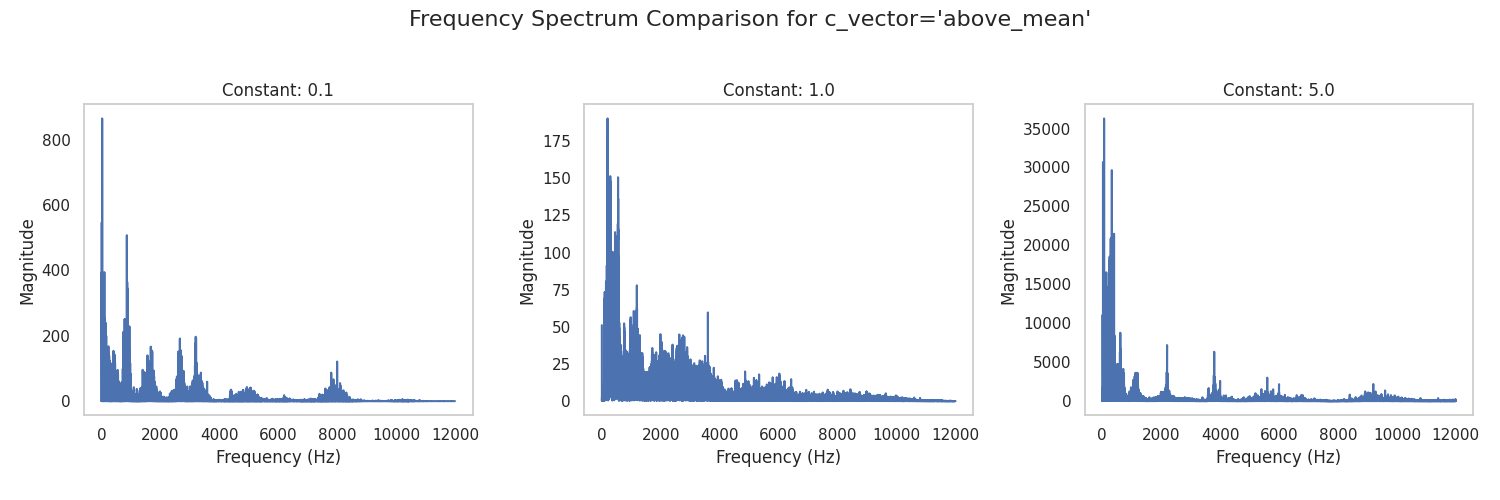 Frequency Spectrum Comparison for c_vector='above_mean'
Constant: 0.1
800
600
400
200
0
Magnitude
0 2000 4000 6000 8000 10000 12000
Frequency (Hz)
Constant: 1.0
175
150
125
100
75
50
25
0
Magnitude
0 2000 4000 6000 8000 10000 12000
Frequency (Hz)
Constant: 5.0
35000
30000
25000
20000
15000
10000
5000
0
Magnitude
0 2000 4000 6000 8000 10000 12000
Frequency (Hz)